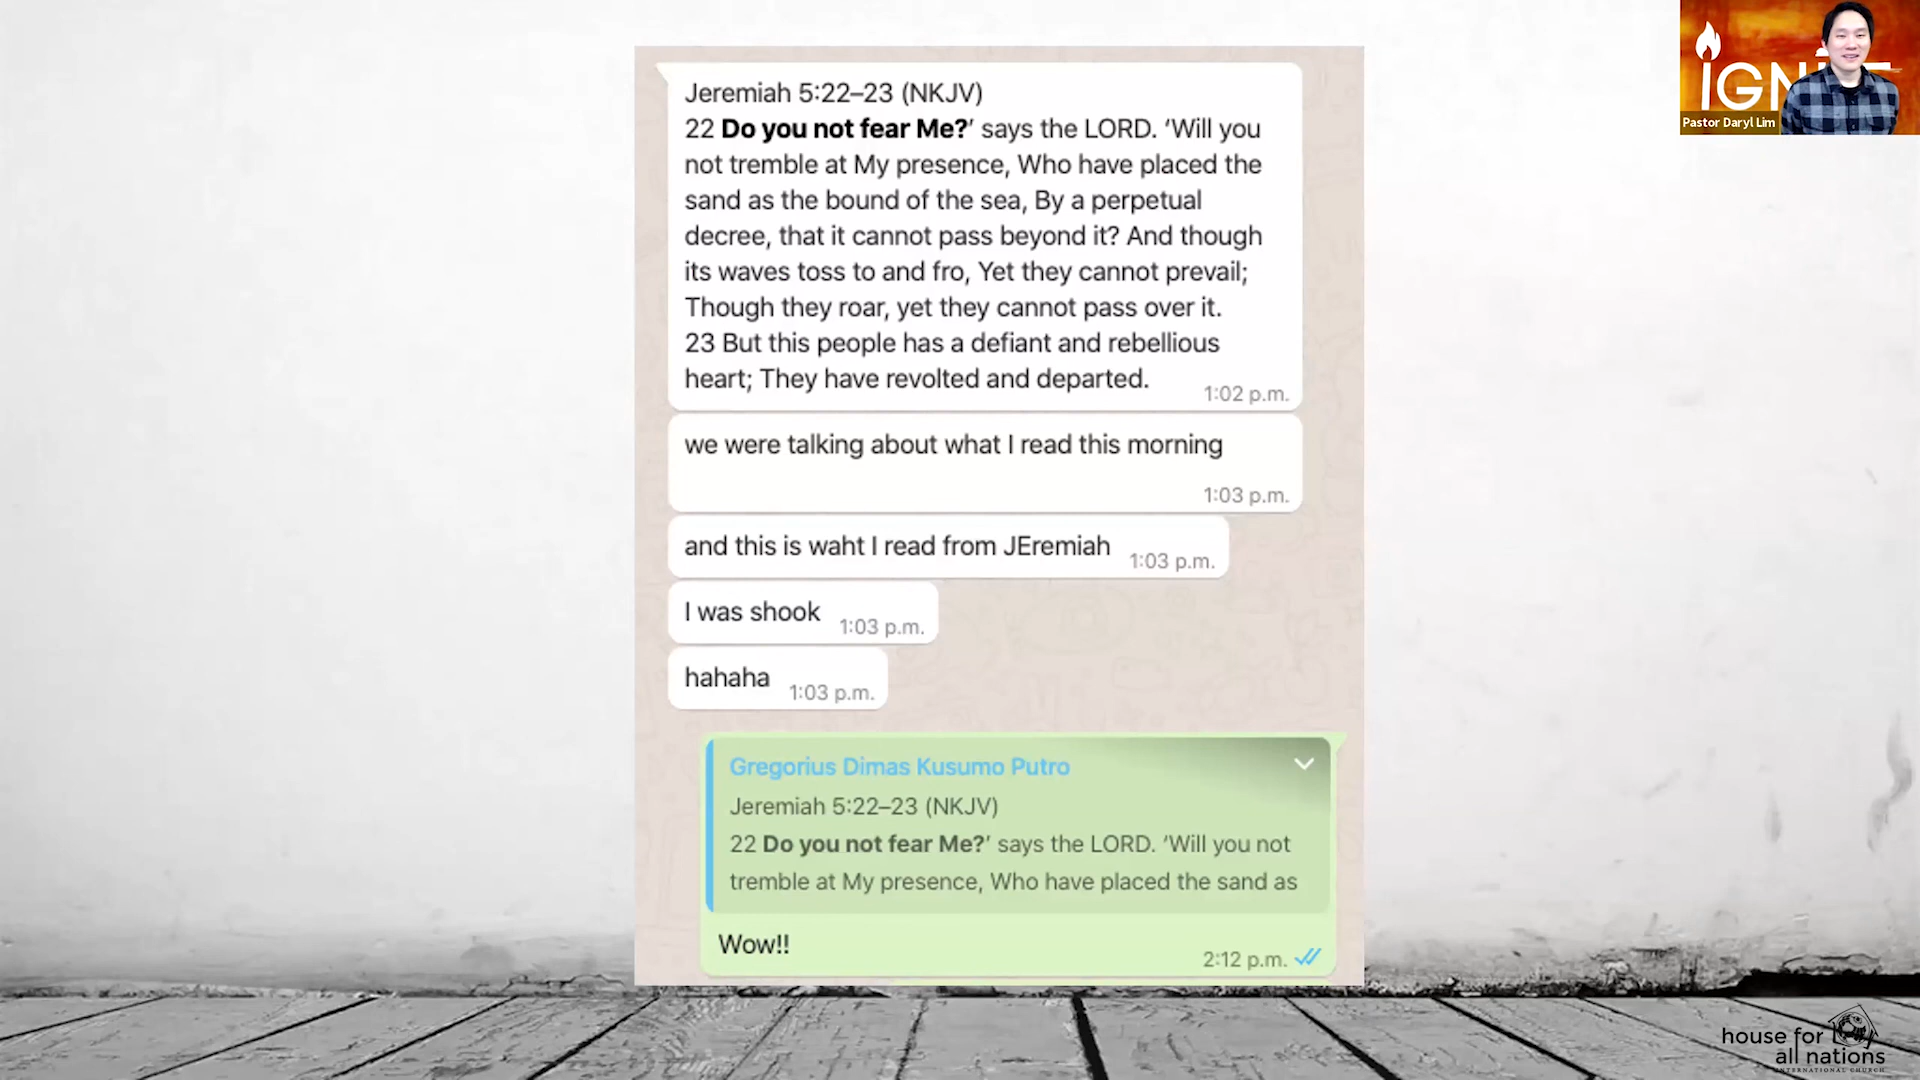 Jeremiah 5:22–23 (NKJV)
22 Do you not fear Me?’ says the LORD. ‘Will you
not tremble at My presence, Who have placed the
sand as the bound of the sea, By a perpetual
decree, that it cannot pass beyond it? And though
its waves toss to and fro, Yet they cannot prevail;
Though they roar, yet they cannot pass over it.
23 But this people has a defiant and rebellious
heart; They have revolted and departed.
1:02 p.m.
we were talking about what I read this morning
1:03 p.m.
and this is waht I read from JEremiah
1:03 p.m.
I was shook
1:03 p.m.
hahaha
1:03 p.m.
Gregorius Dimas Kusumo Putro
Jeremiah 5:22–23 (NKJV)
22 Do you not fear Me?’ says the LORD. ‘Will you not
tremble at My presence, Who have placed the sand as
Wow!!
2:12 p.m.
Pastor Daryl Lim
house for
all nations
INTERNATIONAL CHURCH